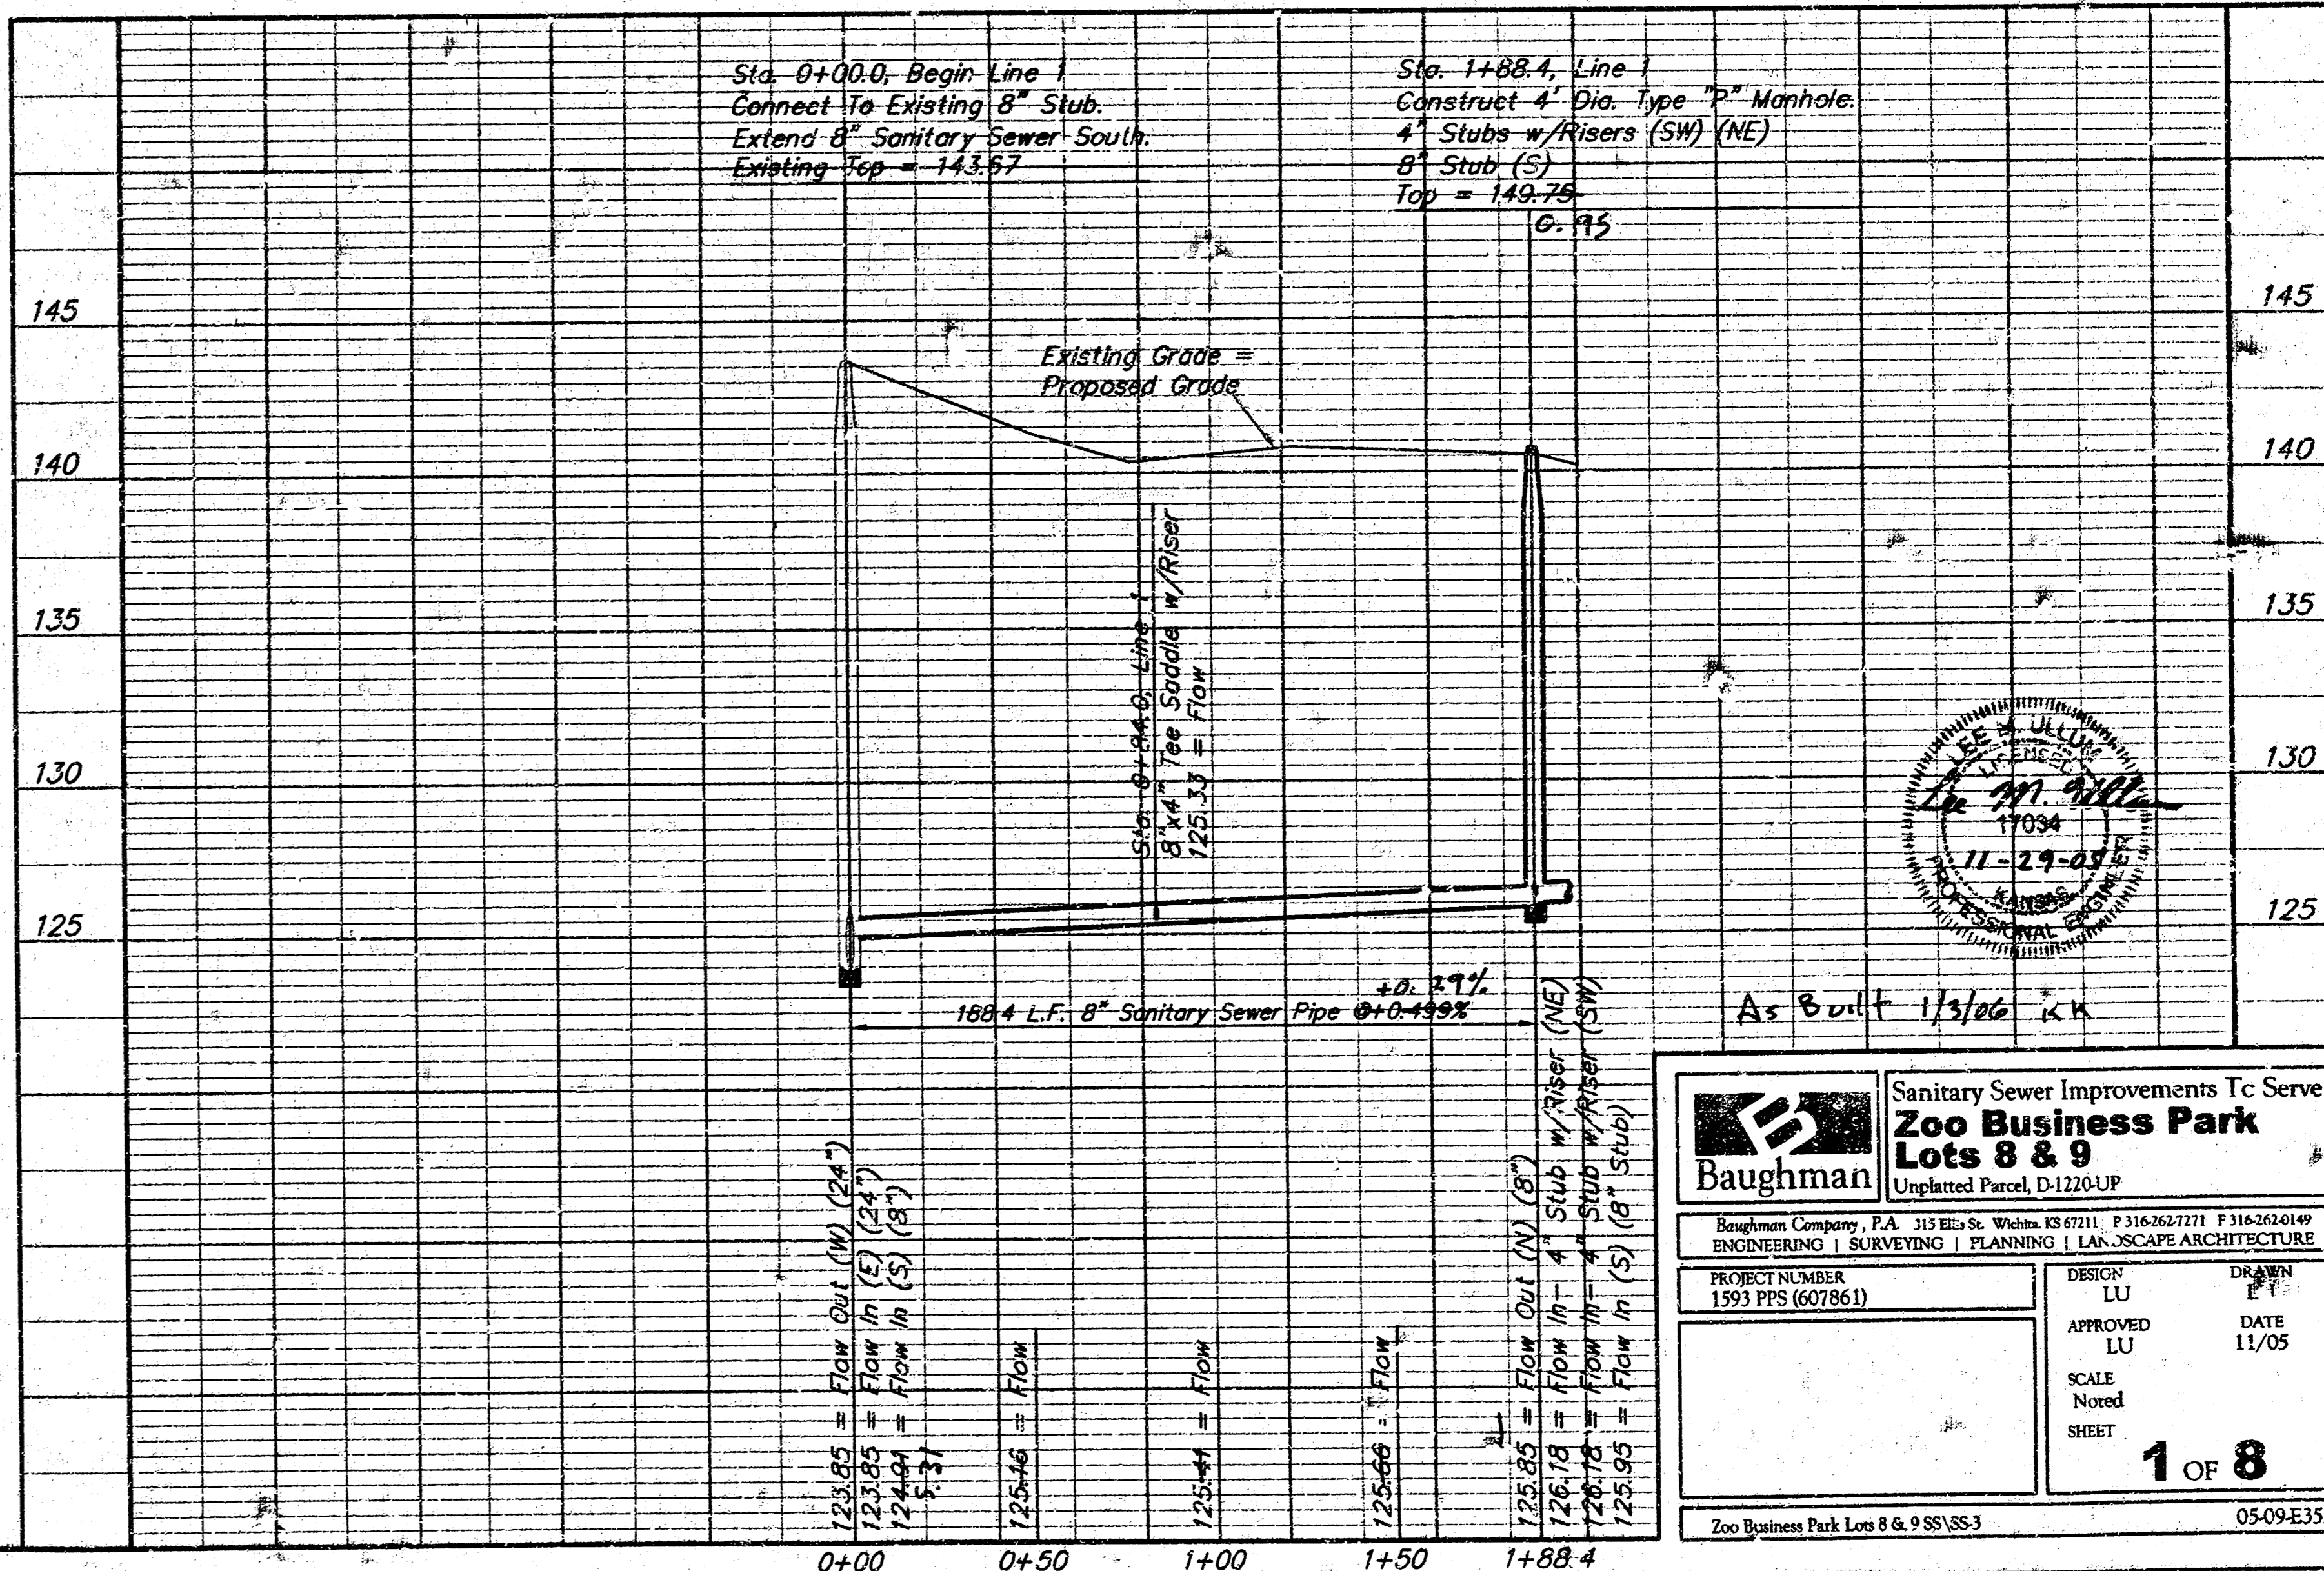 Sta. 0+00.0, Begin Line 1
Connect To Existing 8" Stub.
Extend 8" Sanitary Sewer South.
Existing Top = 143.67
Sta. 1+88.4, Line 1
Construct 4' Dia. Type "P" Manhole.
4" Stubs w/Risers (SW) (NE)
8" Stub (S)
Top = 149.75
0.95
145
145
Existing Grade =
Proposed Grade
140
140
135
135
130
130
125
125
Sta. 0+84.0, Line 1
8"x4" Tee Saddle w/Riser
125.33 = Flow
LEE M. ULLUM
LICENSED
Lee M. Ullum
17034
11-29-05
KANSAS
PROFESSIONAL ENGINEER
+0.29%
188.4 L.F. 8" Sanitary Sewer Pipe @+0.499%
As Built 1/3/06 KK
123.85 = Flow Out (W) (24")
123.85 = Flow In (E) (24")
124.91 = Flow In (S) (8")
5.31
125.16 = Flow
125.41 = Flow
125.66 = Flow
125.85 = Flow Out (N) (8")
126.18 = Flow In- 4" Stub w/Riser (NE)
126.18 = Flow In- 4" Stub w/Riser (SW)
125.95 = Flow In (S) (8" Stub)
0+00
0+50
1+00
1+50
1+88.4
Baughman
Sanitary Sewer Improvements To Serve
Zoo Business Park
Lots 8 & 9
Unplatted Parcel, D-1220-UP
Baughman Company, P.A. 315 Ellis St. Wichita, KS 67211 P 316-262-7271 F 316-262-0149
ENGINEERING | SURVEYING | PLANNING | LANDSCAPE ARCHITECTURE
PROJECT NUMBER
1593 PPS (607861)
DESIGN
LU
DRAWN
APPROVED
LU
DATE
11/05
SCALE
Noted
SHEET
1 OF 8
Zoo Business Park Lots 8 & 9 SS\SS-3
05-09-E35